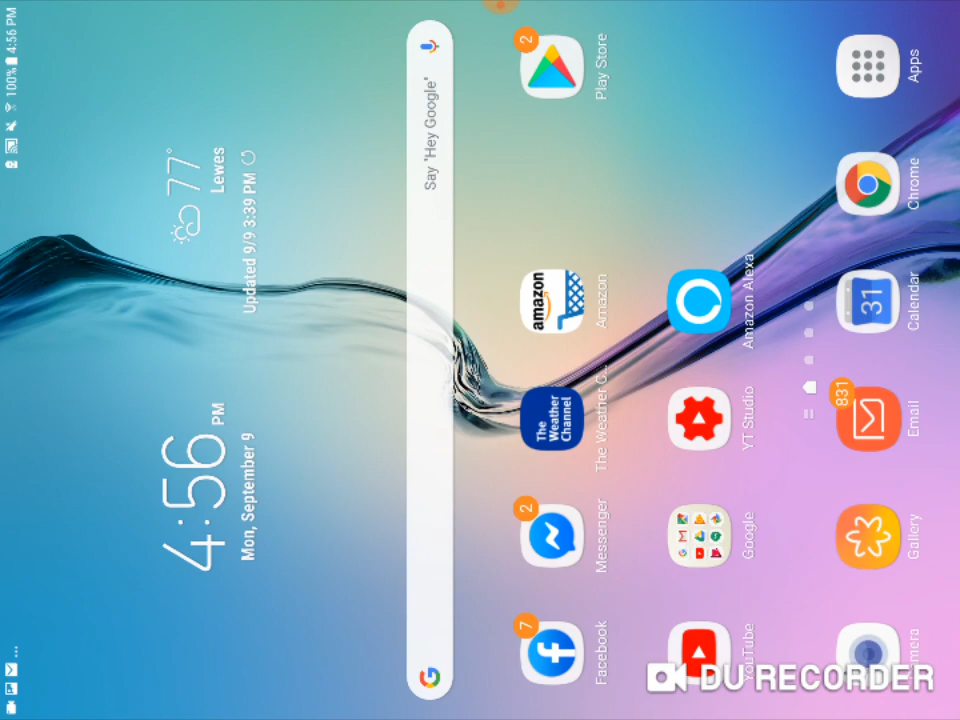 100% 4:56 PM
4:56 PM
Mon, September 9
77°
Lewes
Updated 9/9 3:39 PM
Say 'Hey Google'
7
2
2
amazon
The
Weather
Channel
Facebook
Messenger
The Weather C...
Amazon
Play Store
YouTube
Google
YT Studio
Amazon Alexa
831
31
Camera
Gallery
Email
Calendar
Chrome
Apps
DU RECORDER